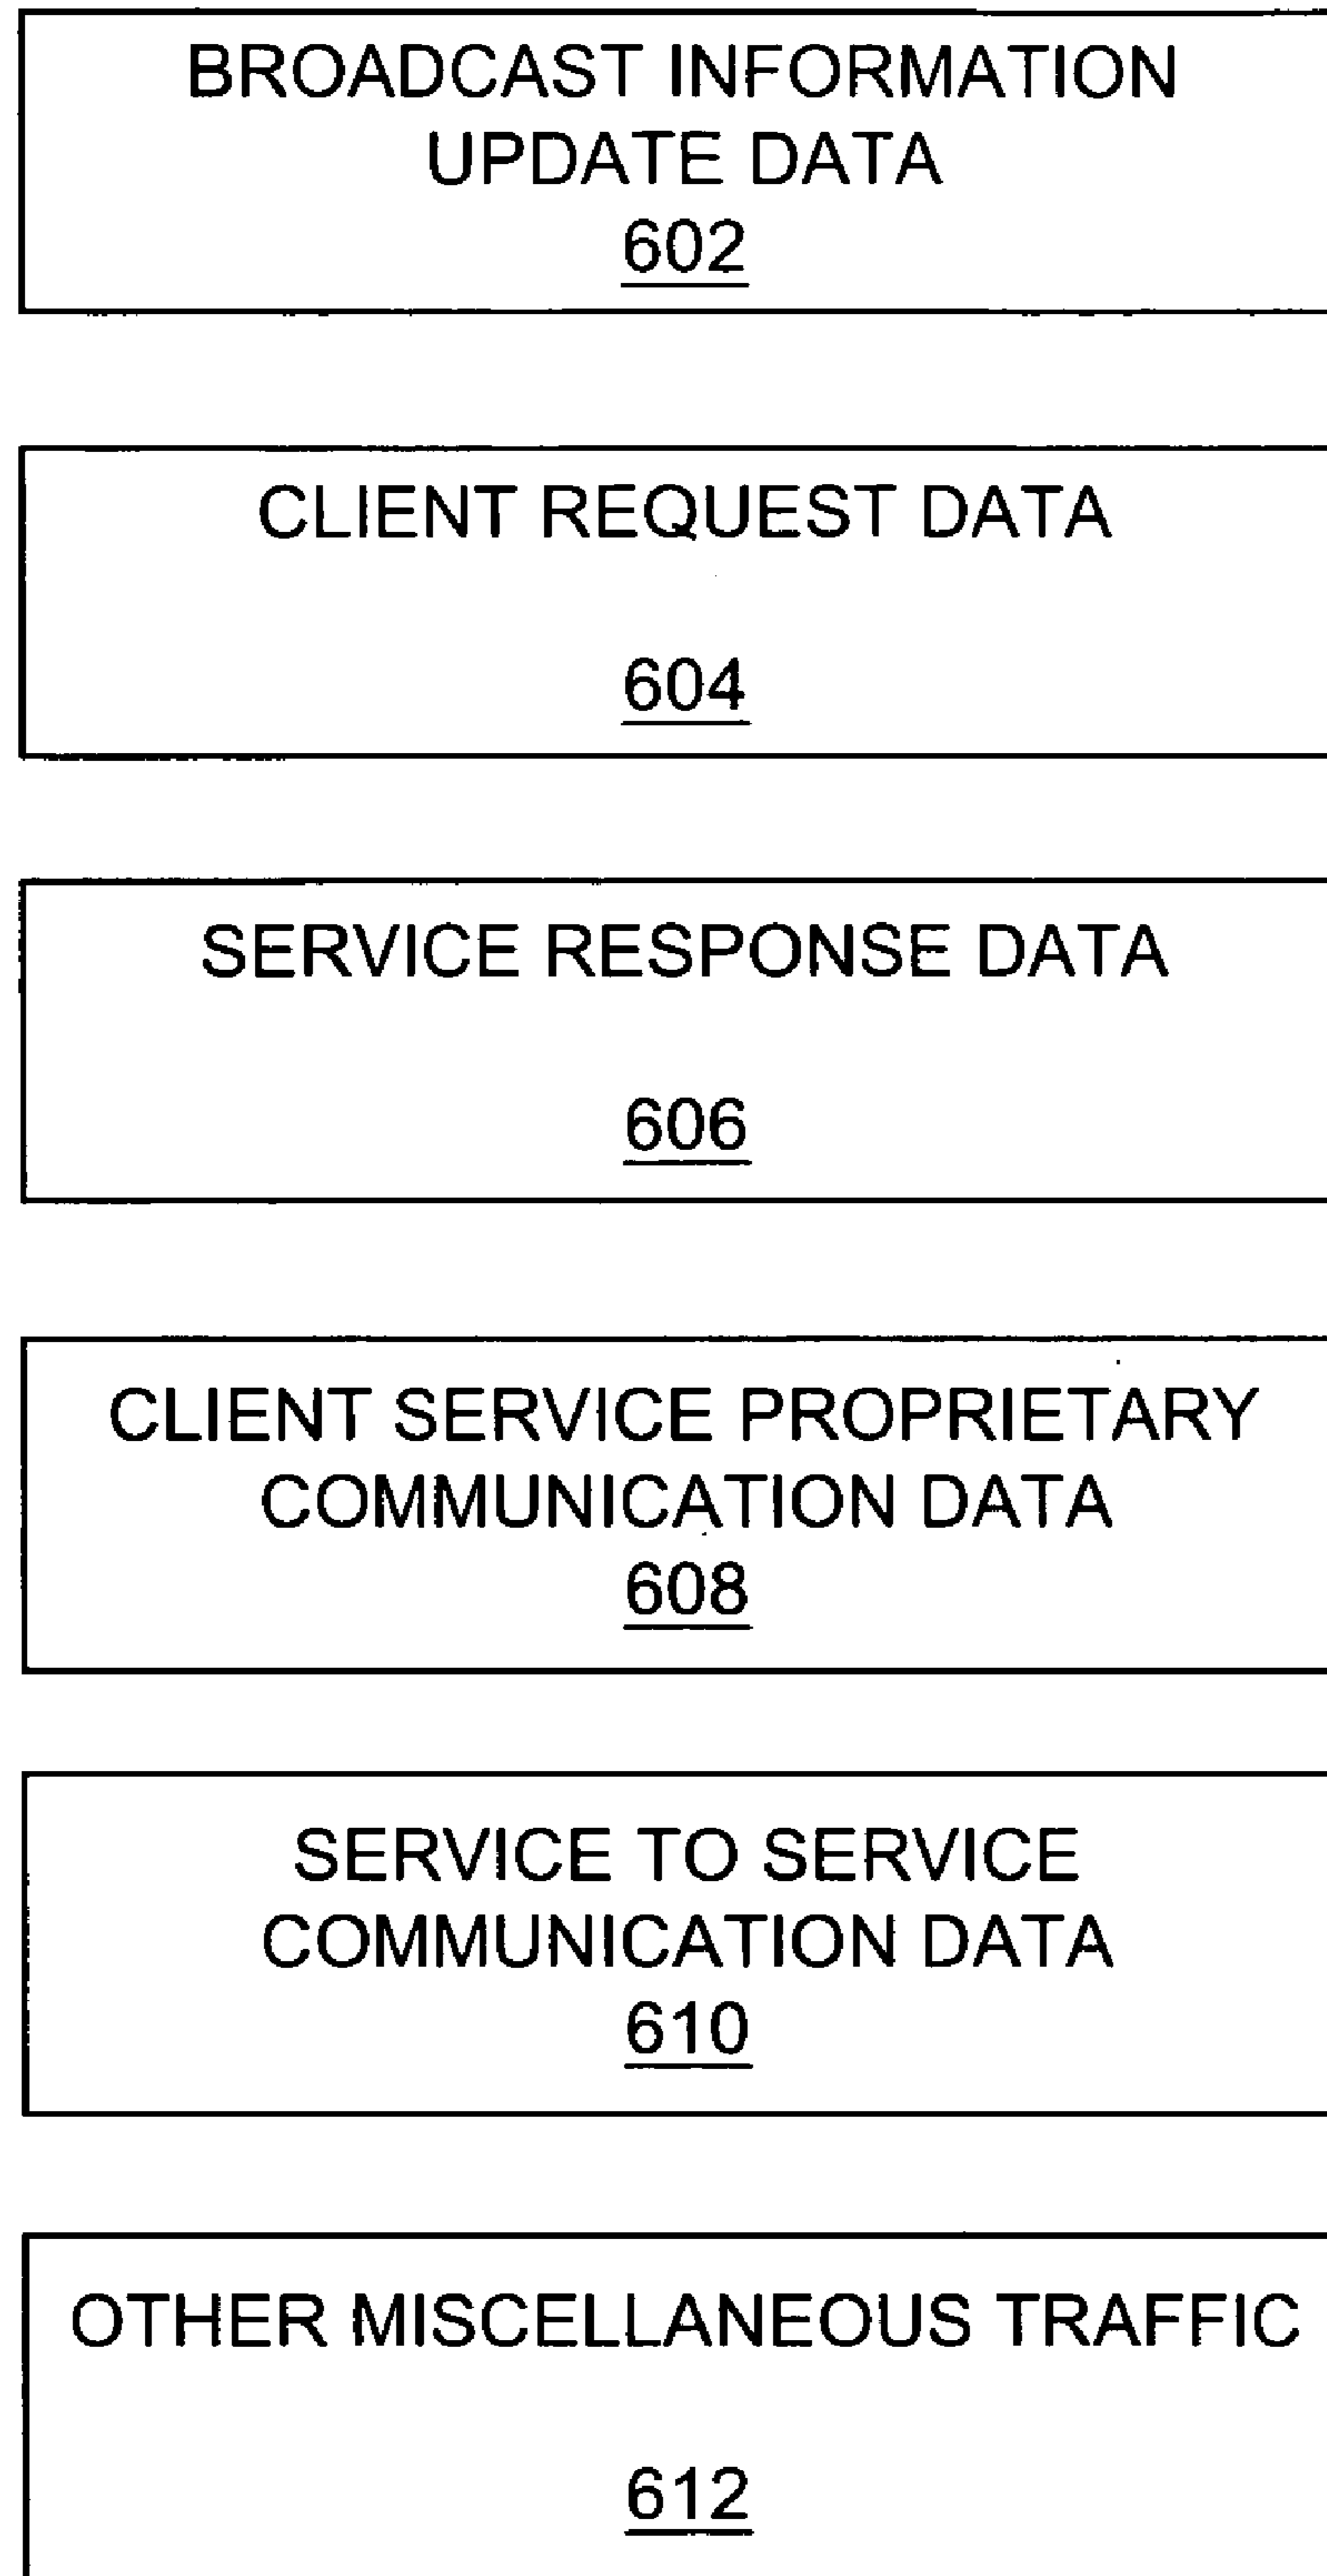 BROADCAST INFORMATION
UPDATE DATA
602
CLIENT REQUEST DATA
604
SERVICE RESPONSE DATA
606
CLIENT SERVICE PROPRIETARY
COMMUNICATION DATA
608
SERVICE TO SERVICE
COMMUNICATION DATA
610
OTHER MISCELLANEOUS TRAFFIC
612